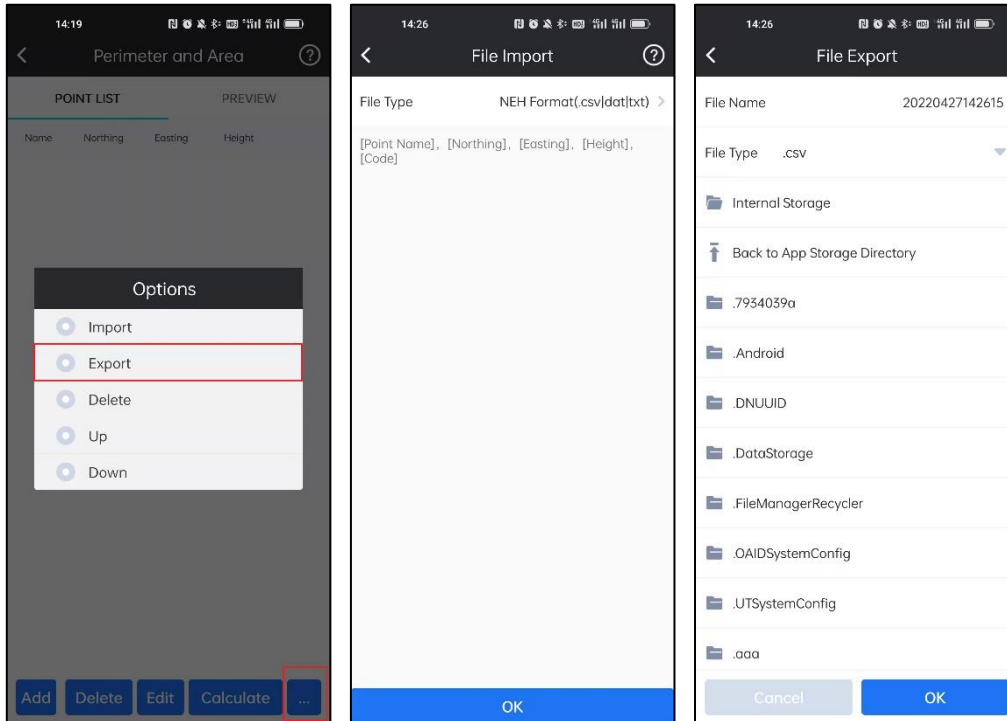 14:19
Perimeter and Area
POINT LIST PREVIEW
Name Northing Easting Height
Options
Import
Export
Delete
Up
Down
Add Delete Edit Calculate ...
14:26
File Import
File Type NEH Format(.csv|dat|txt)
[Point Name], [Northing], [Easting], [Height],
[Code]
OK
14:26
File Export
File Name 20220427142615
File Type .csv
Internal Storage
Back to App Storage Directory
.7934039a
.Android
.DNUUID
.DataStorage
.FileManagerRecycler
.OAIDSystemConfig
.UTSystemConfig
.aaa
Cancel OK